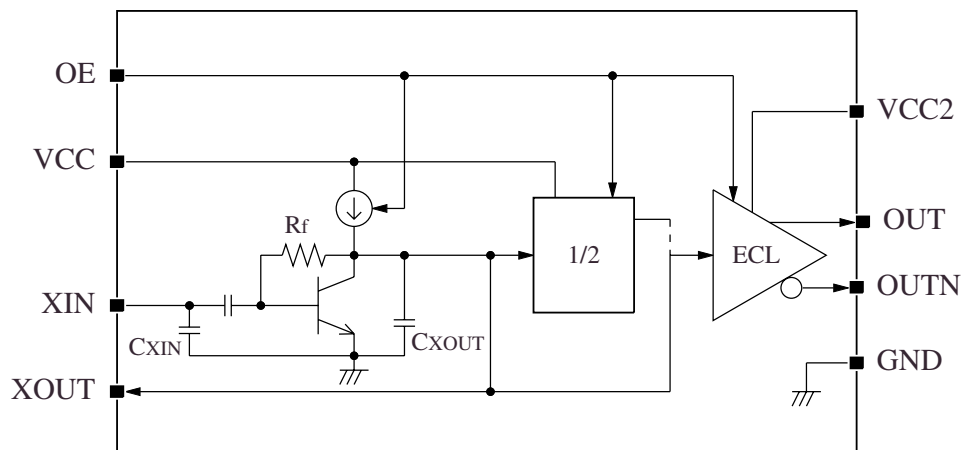 OE
VCC2
VCC
Rf
OUT
1/2
ECL
XIN
OUTN
CXIN
CXOUT
GND
XOUT